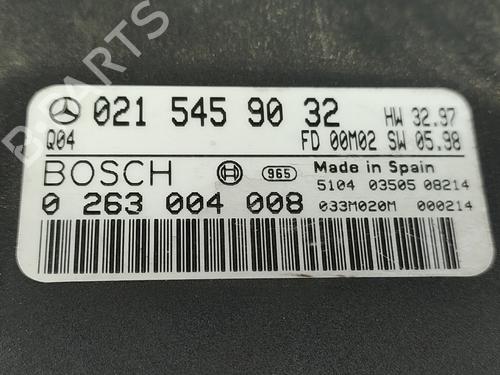 021 545 90 32 HW 32.97
Q04 FD 00M02 SW 05.98
BOSCH 965 Made in Spain
5104 03505 08214
0 263 004 008 033M020M 000214
B PARTS